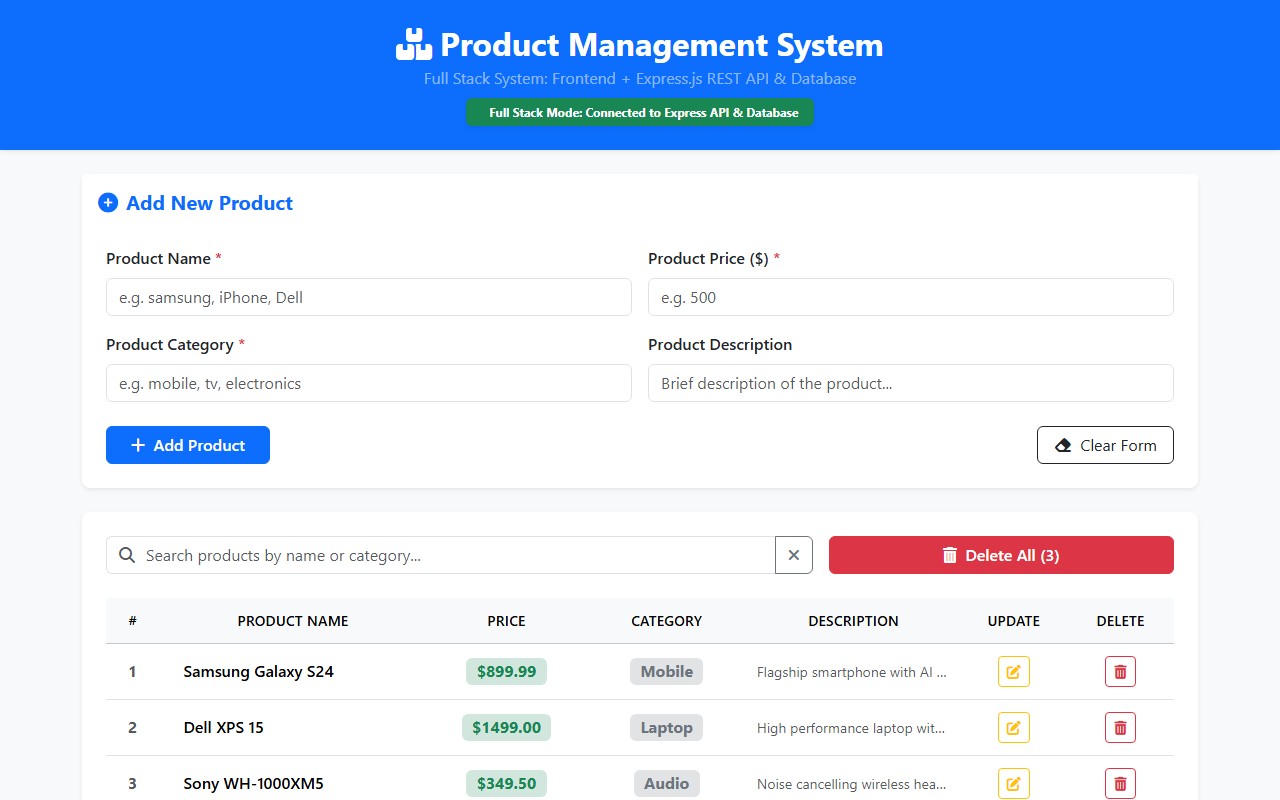 Product Management System
Full Stack System: Frontend + Express.js REST API & Database
Full Stack Mode: Connected to Express API & Database
Add New Product
Product Name * Product Price ($) *
e.g. samsung, iPhone, Dell e.g. 500
Product Category * Product Description
e.g. mobile, tv, electronics Brief description of the product...
Add Product Clear Form
Search products by name or category... Delete All (3)
# PRODUCT NAME PRICE CATEGORY DESCRIPTION UPDATE DELETE
1 Samsung Galaxy S24 $899.99 Mobile Flagship smartphone with AI ...
2 Dell XPS 15 $1499.00 Laptop High performance laptop wit...
3 Sony WH-1000XM5 $349.50 Audio Noise cancelling wireless hea...